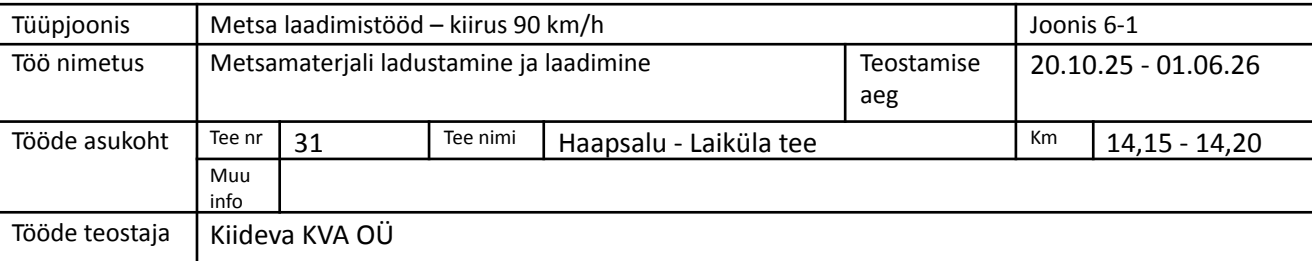 Tüüpjoonis Metsa laadimistööd – kiirus 90 km/h Joonis 6-1
Töö nimetus Metsamaterjali ladustamine ja laadimine Teostamise aeg 20.10.25 - 01.06.26
Tööde asukoht Tee nr 31 Tee nimi Haapsalu - Laiküla tee Km 14,15 - 14,20
Muu info
Tööde teostaja Kiideva KVA OÜ